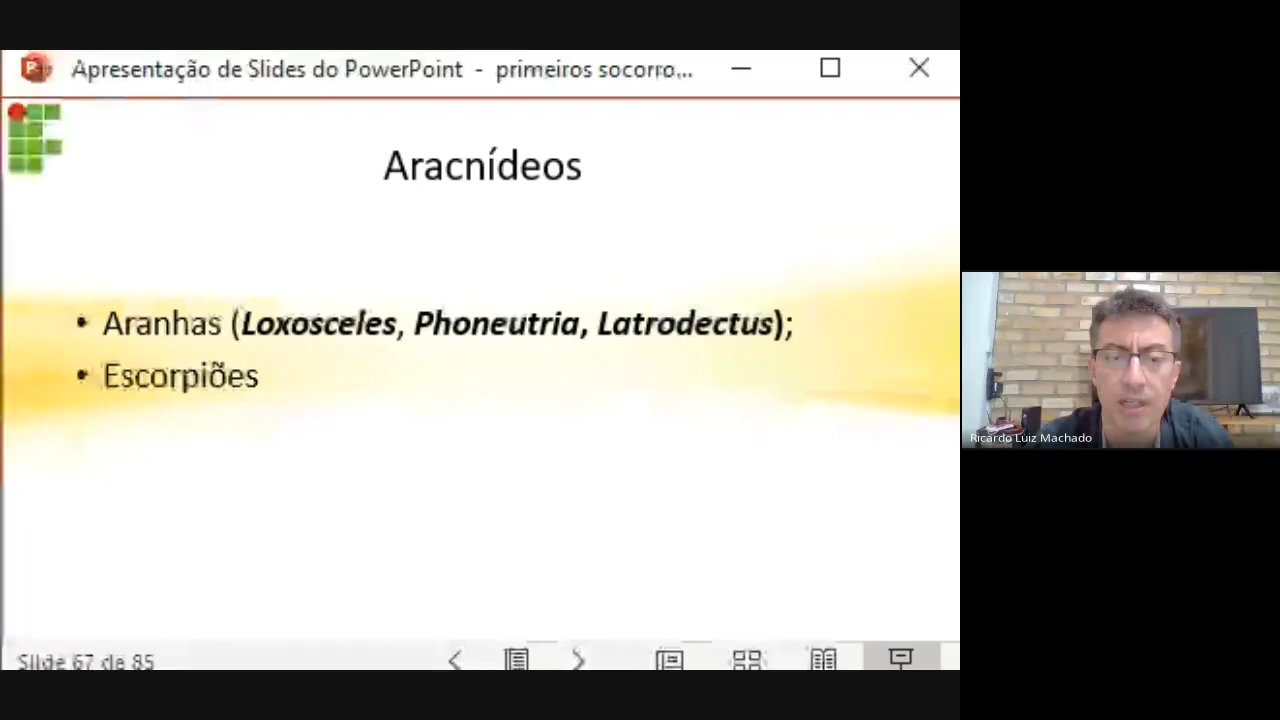 Apresentação de Slides do PowerPoint - primeiros socorro...
Aracnídeos
• Aranhas (Loxosceles, Phoneutria, Latrodectus);
• Escorpiões
Slide 67 de 85
Ricardo Luiz Machado